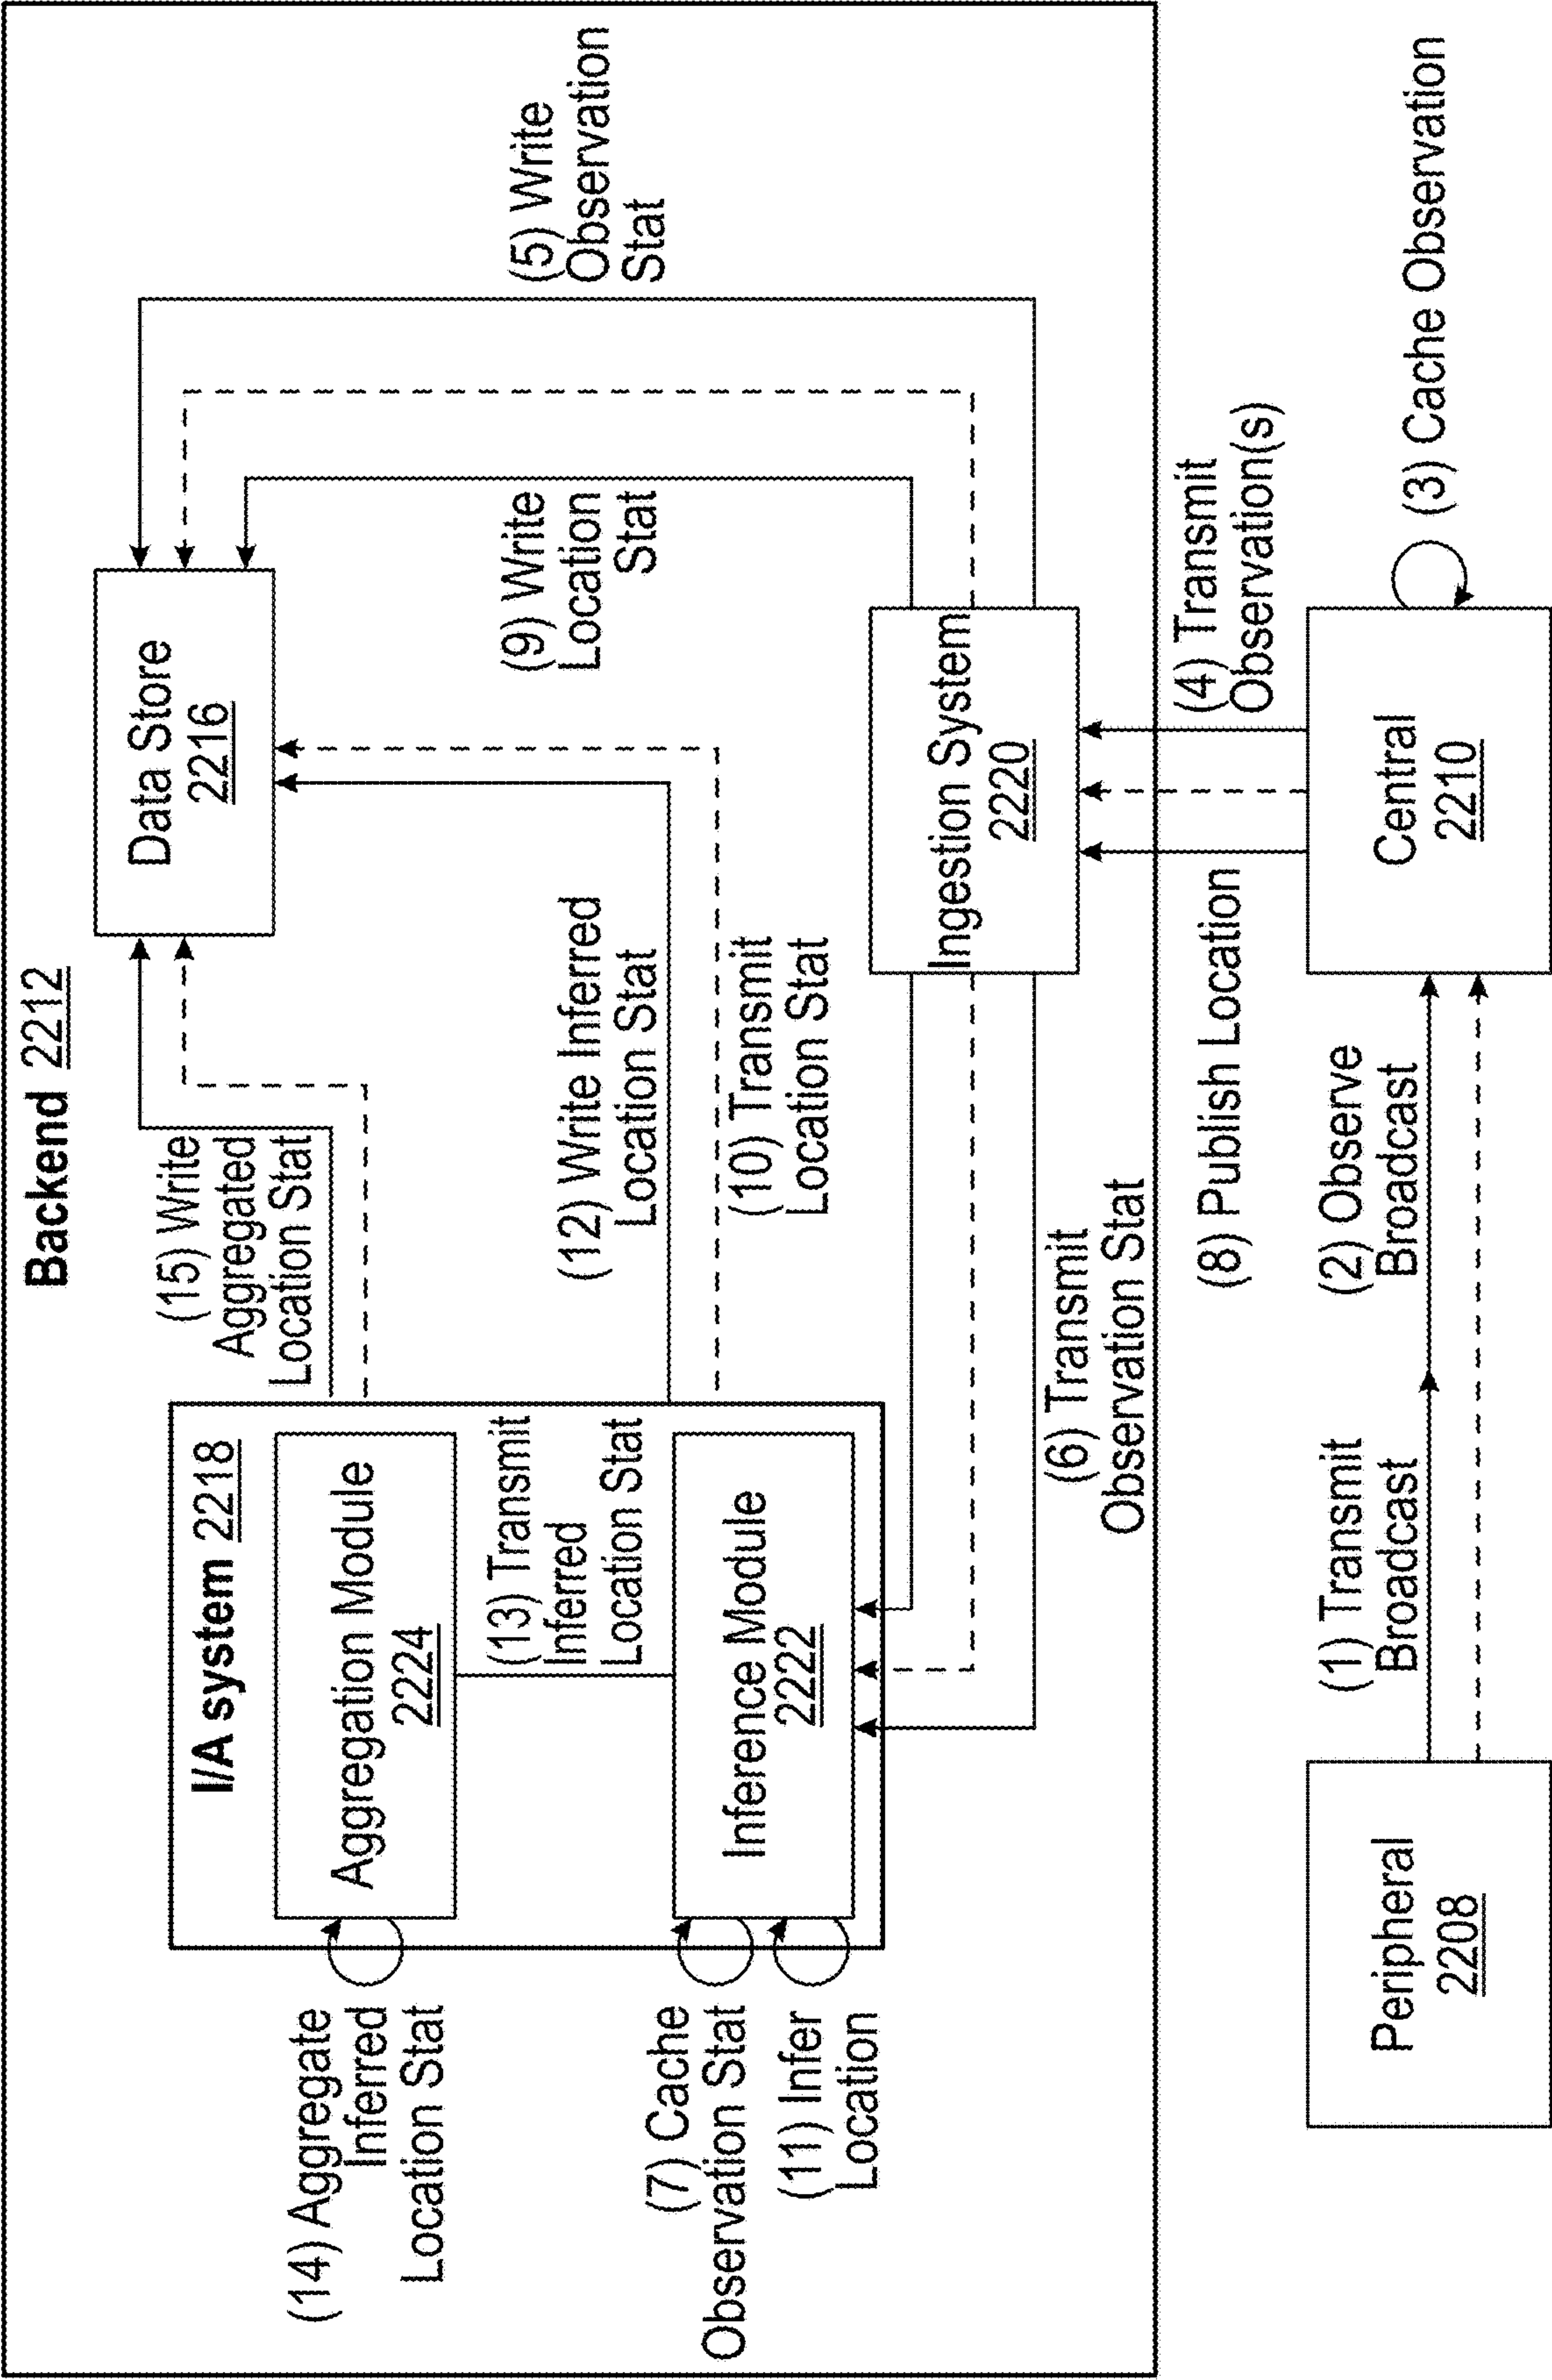 Backend 2212
I/A system 2218
(14) Aggregate
Inferred
Location Stat
Aggregation Module
2224
(15) Write
Aggregated
Location Stat
Data Store
2216
(5) Write
Observation
Stat
(13) Transmit
Inferred
Location Stat
(12) Write Inferred
Location Stat
(9) Write
Location
Stat
(7) Cache
Observation Stat
(11) Infer
Location
Inference Module
2222
(10) Transmit
Location Stat
Ingestion System
2220
(6) Transmit
Observation Stat
(8) Publish Location
(4) Transmit
Observation(s)
Peripheral
2208
(1) Transmit
Broadcast
(2) Observe
Broadcast
Central
2210
(3) Cache Observation